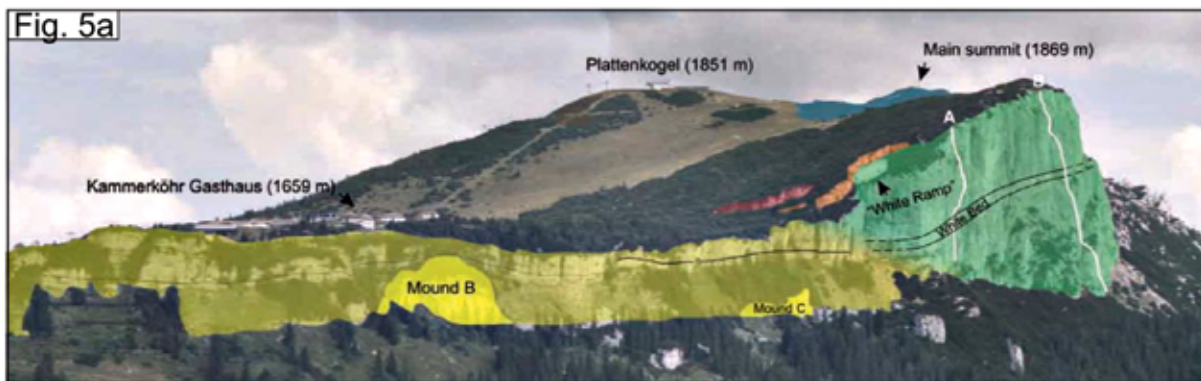 Fig. 5a
Main summit (1869 m)
Plattenkogel (1851 m)
B
A
Kammerköhr Gasthaus (1659 m)
"White Ramp"
White Bed
Mound B
Mound C